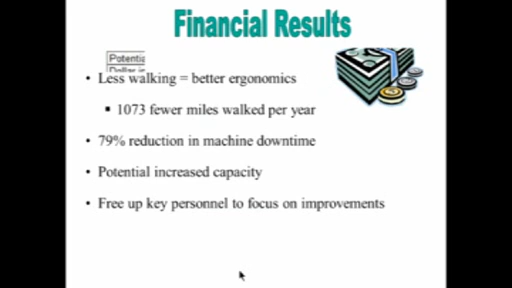 Financial Results
Potentia
• Less walking = better ergonomics
▪ 1073 fewer miles walked per year
• 79% reduction in machine downtime
• Potential increased capacity
• Free up key personnel to focus on improvements